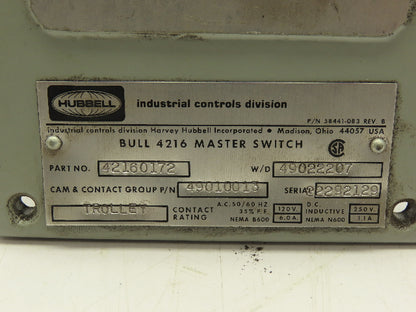 HUBBELL
industrial controls division
P/N 58441-083 REV. B
industrial controls division Harvey Hubbell Incorporated • Madison, Ohio 44057 USA
BULL 4216 MASTER SWITCH
PART NO. 42160172 W/D 49022207
CAM & CONTACT GROUP P/N 49010013 SERIAL 2292129
TROLLEY CONTACT RATING A.C. 50/60 HZ 35% P.F. NEMA B600 120V. 6.0A. D.C. INDUCTIVE NEMA N600 250V. 1.1A.